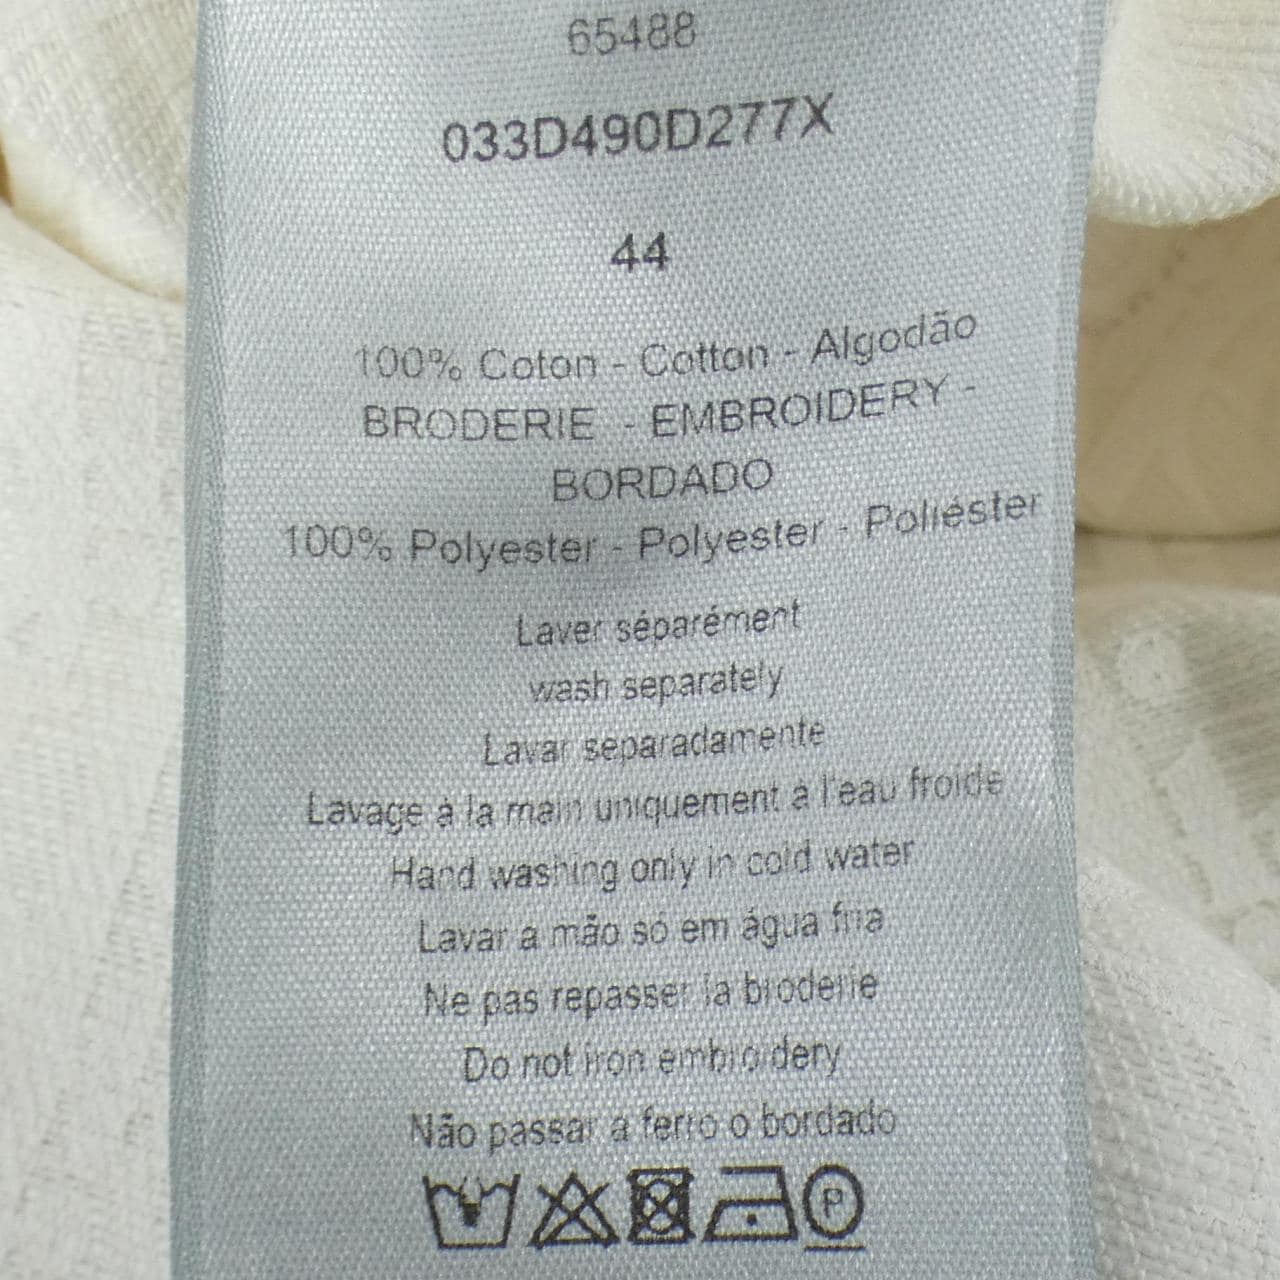 65488
033D490D277X
44
100% Coton - Cotton - Algodão
BRODERIE - EMBROIDERY -
BORDADO
100% Polyester - Polyester - Poliéster
Laver séparément
wash separately
Lavar separadamente
Lavage à la main uniquement à l'eau froide
Hand washing only in cold water
Lavar a mão só em água fria
Ne pas repasser la broderie
Do not iron embroidery
Não passar a ferro o bordado
P